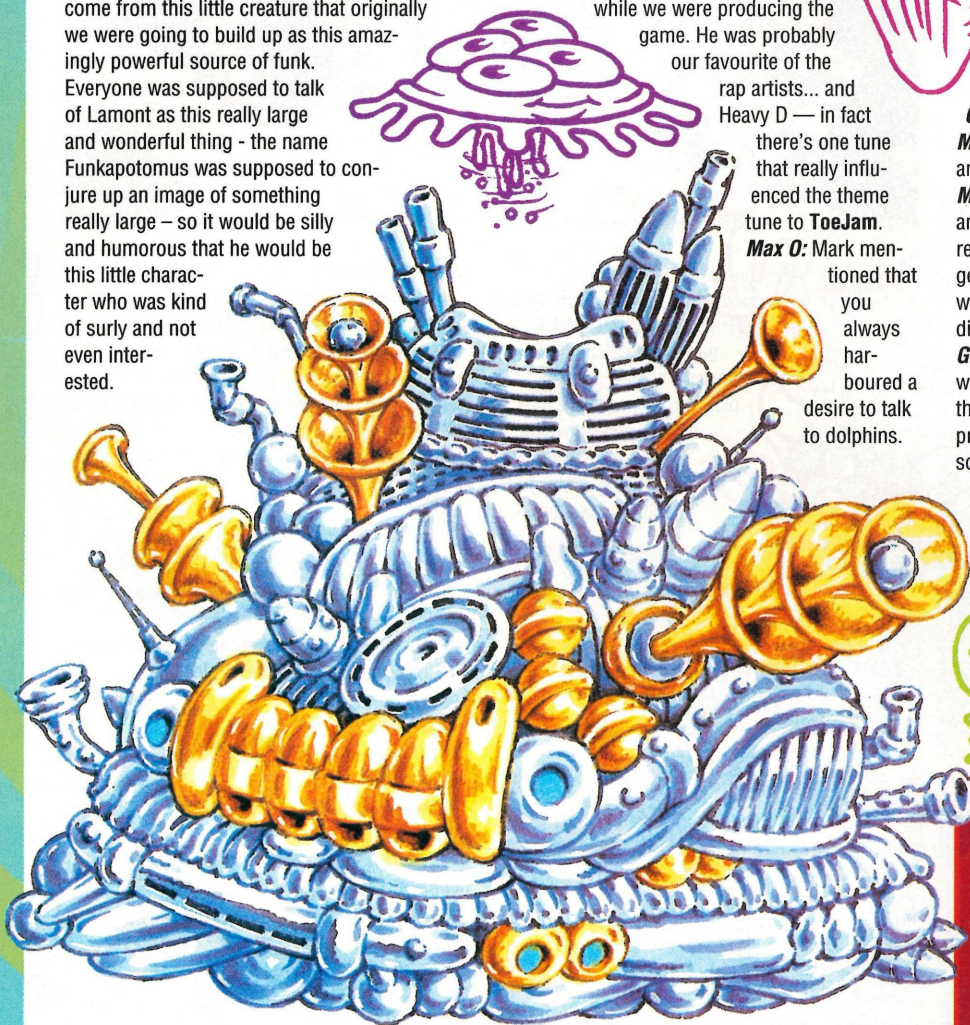 come from this little creature that originally
we were going to build up as this amaz-
ingly powerful source of funk.
Everyone was supposed to talk
of Lamont as this really large
and wonderful thing - the name
Funkapotomus was supposed to con-
jure up an image of something
really large – so it would be silly
and humorous that he would be
this little charac-
ter who was kind
of surly and not
even inter-
ested.
while we were producing the
game. He was probably
our favourite of the
rap artists... and
Heavy D — in fact
there's one tune
that really influ-
enced the theme
tune to ToeJam.
Max O: Mark men-
tioned that
you
always
har-
boured a
desire to talk
to dolphins.